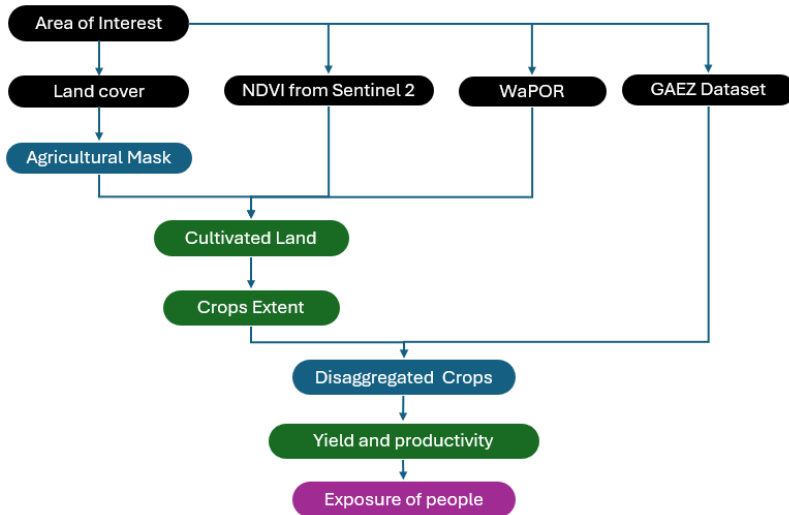 Area of Interest
Land cover
NDVI from Sentinel 2
WaPOR
GAEZ Dataset
Agricultural Mask
Cultivated Land
Crops Extent
Disaggregated Crops
Yield and productivity
Exposure of people